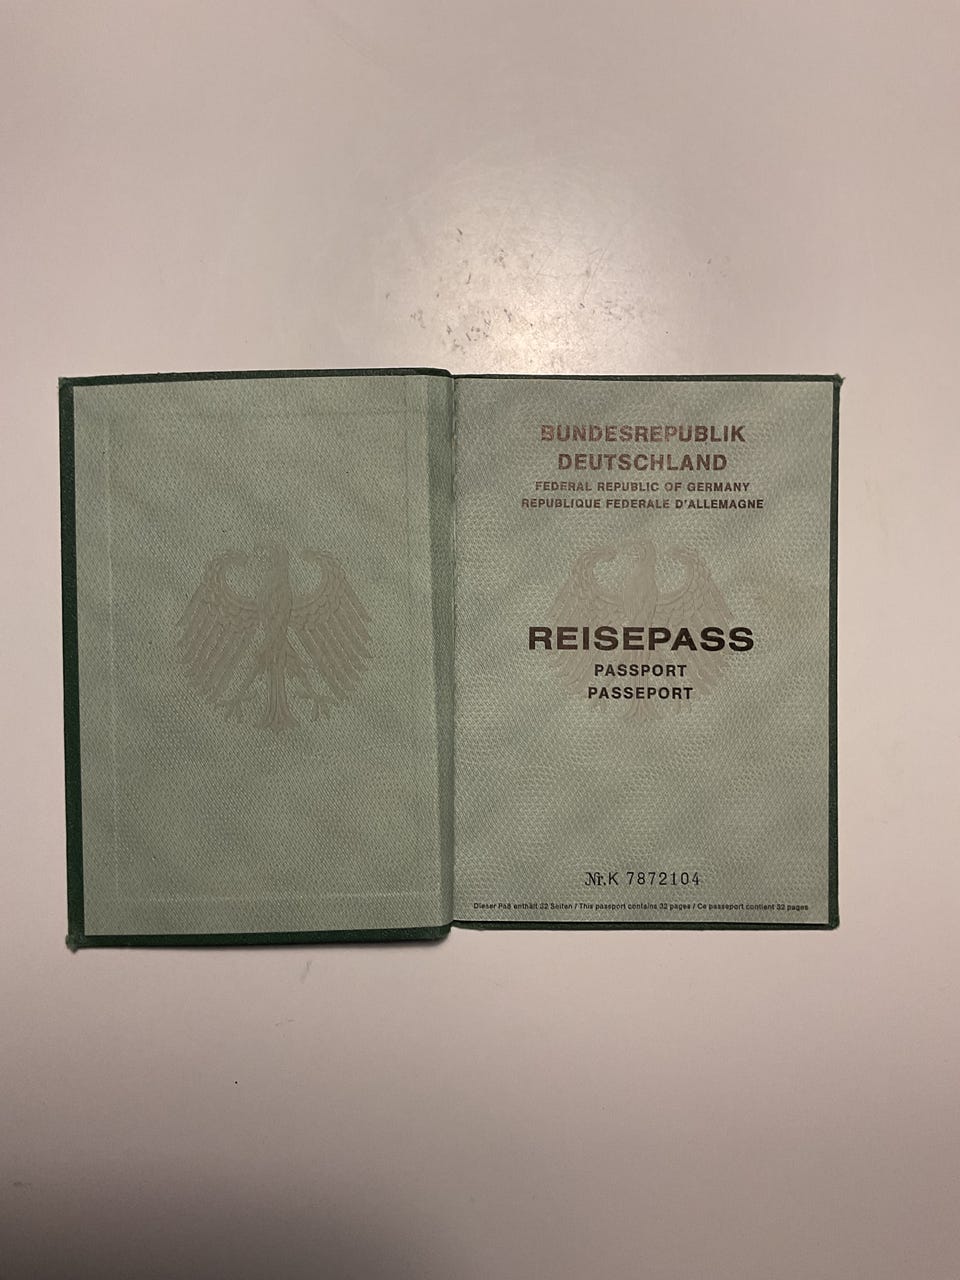 BUNDESREPUBLIK
DEUTSCHLAND
FEDERAL REPUBLIC OF GERMANY
REPUBLIQUE FEDERALE D'ALLEMAGNE
REISEPASS
PASSPORT
PASSEPORT
Nr. K 7872104
Dieser Paß enthält 32 Seiten / This passport contains 32 pages / Ce passeport contient 32 pages